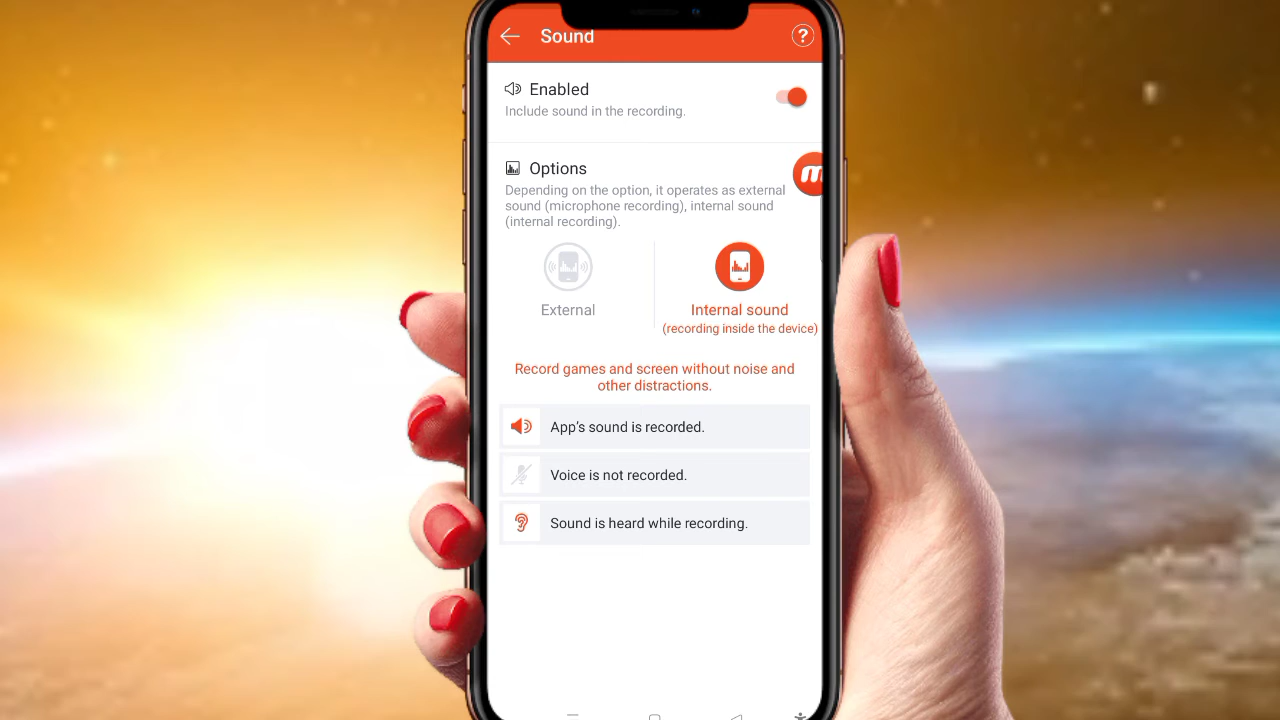 Sound
?
Enabled
Include sound in the recording.
Options
Depending on the option, it operates as external
sound (microphone recording), internal sound
(internal recording).
External
Internal sound
(recording inside the device)
Record games and screen without noise and
other distractions.
App's sound is recorded.
Voice is not recorded.
Sound is heard while recording.